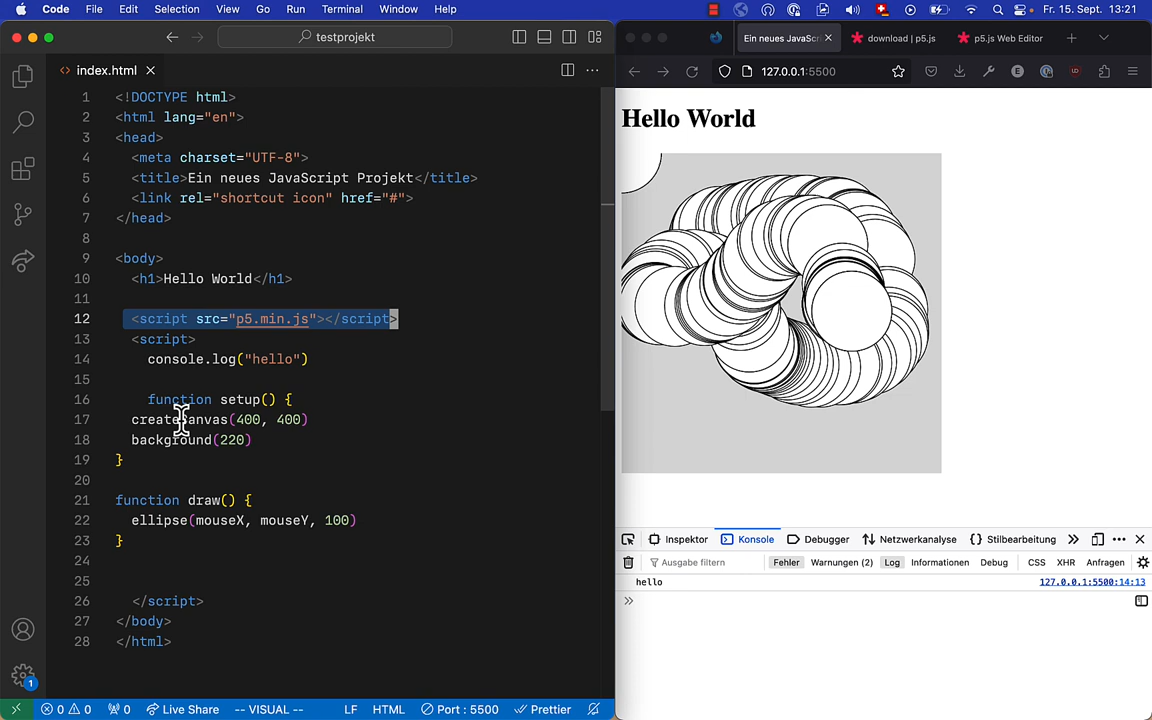 Code File Edit Selection View Go Run Terminal Window Help Fr. 15. Sept. 13:21
testprojekt
index.html
1 <!DOCTYPE html>
2 <html lang="en">
3 <head>
4 <meta charset="UTF-8">
5 <title>Ein neues JavaScript Projekt</title>
6 <link rel="shortcut icon" href="#">
7 </head>
8
9 <body>
10 <h1>Hello World</h1>
11
12 <script src="p5.min.js"></script>
13 <script>
14 console.log("hello")
15
16 function setup() {
17 createCanvas(400, 400)
18 background(220)
19 }
20
21 function draw() {
22 ellipse(mouseX, mouseY, 100)
23 }
24
25
26 </script>
27 </body>
28 </html>
1
0 0 0 Live Share -- VISUAL -- LF HTML Port : 5500 Prettier
Ein neues JavaScri download | p5.js p5.js Web Editor
127.0.0.1:5500
Hello World
Inspektor Konsole Debugger Netzwerkanalyse Stilbearbeitung
Ausgabe filtern Fehler Warnungen (2) Log Informationen Debug CSS XHR Anfragen
hello 127.0.0.1:5500:14:13